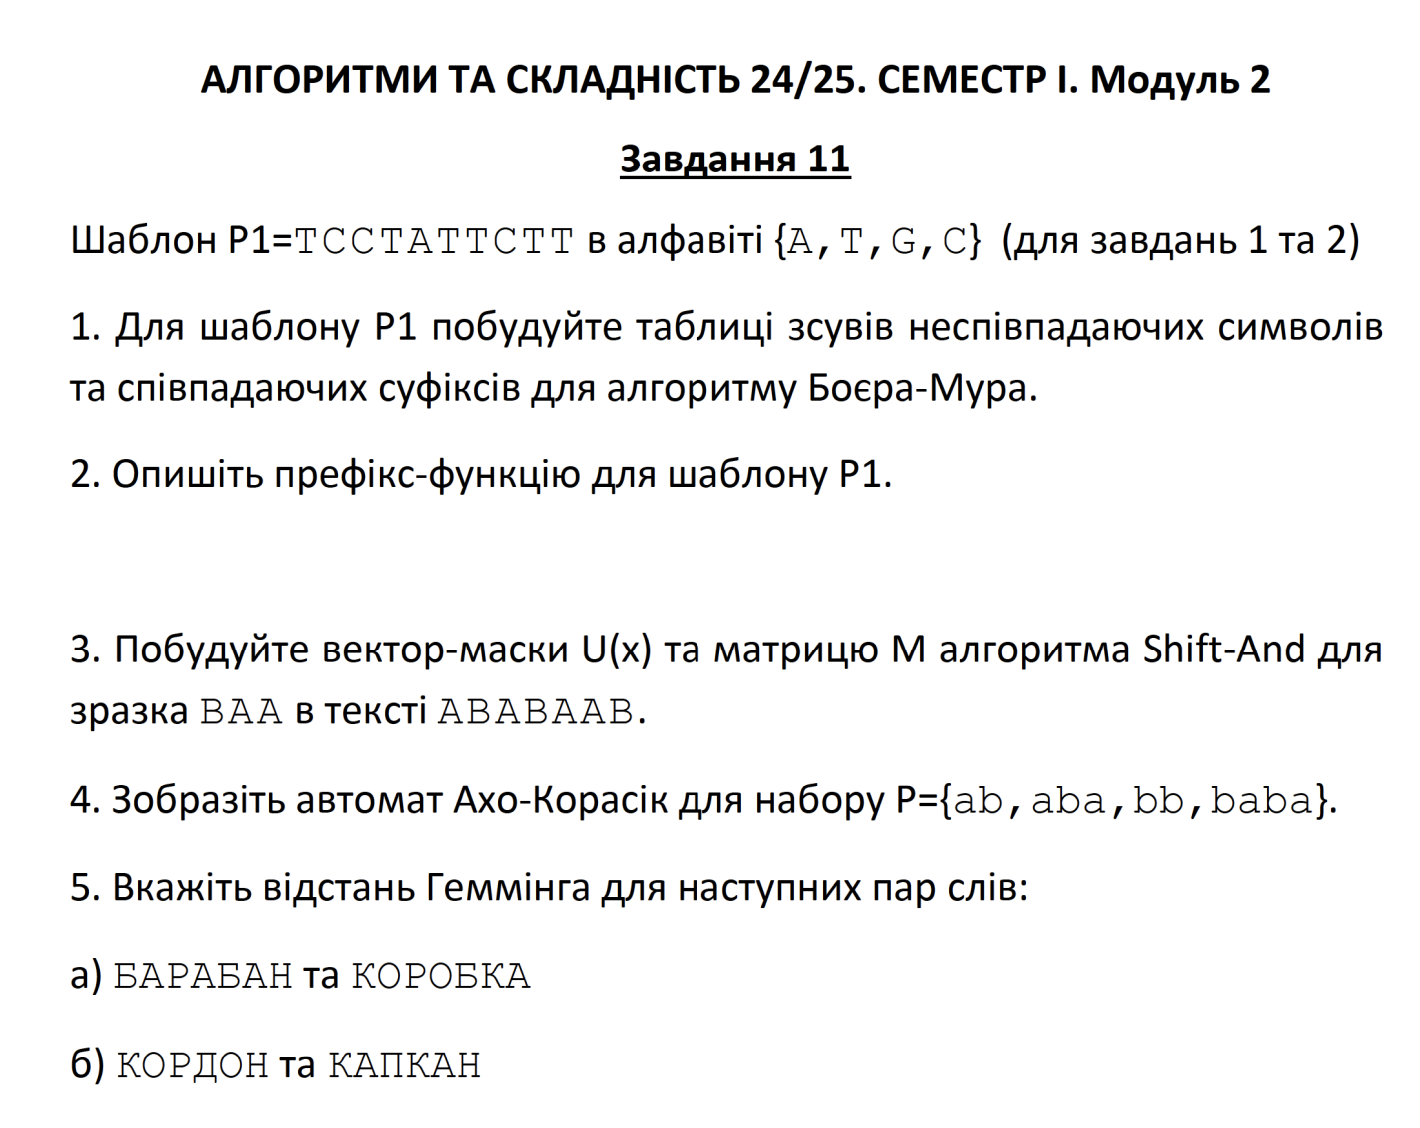 АЛГОРИТМИ ТА СКЛАДНІСТЬ 24/25. СЕМЕСТР І. Модуль 2
Завдання 11
Шаблон P1=TCCTATTCTT в алфавіті {A,T,G,C} (для завдань 1 та 2)
1. Для шаблону P1 побудуйте таблиці зсувів неспівпадаючих символів
та співпадаючих суфіксів для алгоритму Боєра-Мура.
2. Опишіть префікс-функцію для шаблону P1.
3. Побудуйте вектор-маски U(x) та матрицю M алгоритма Shift-And для
зразка BAA в тексті ABABAAB.
4. Зобразіть автомат Ахо-Корасік для набору P={ab,aba,bb,baba}.
5. Вкажіть відстань Геммінга для наступних пар слів:
а) БАРАБАН та КОРОБКА
б) КОРДОН та КАПКАН